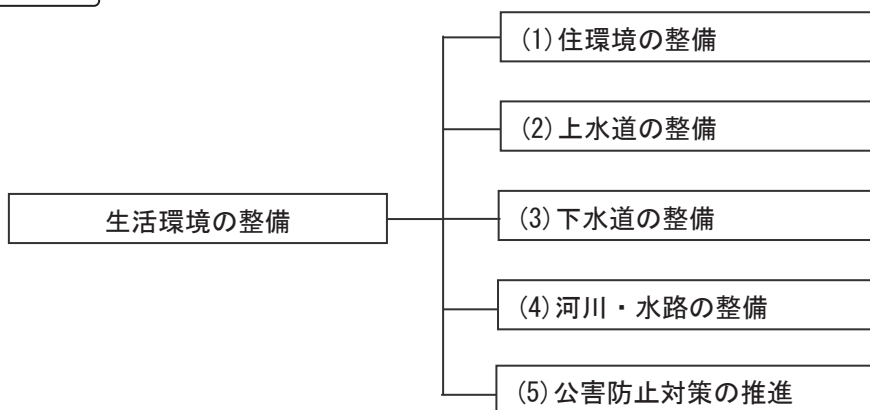 生活環境の整備
(1)住環境の整備
(2)上水道の整備
(3)下水道の整備
(4)河川・水路の整備
(5)公害防止対策の推進